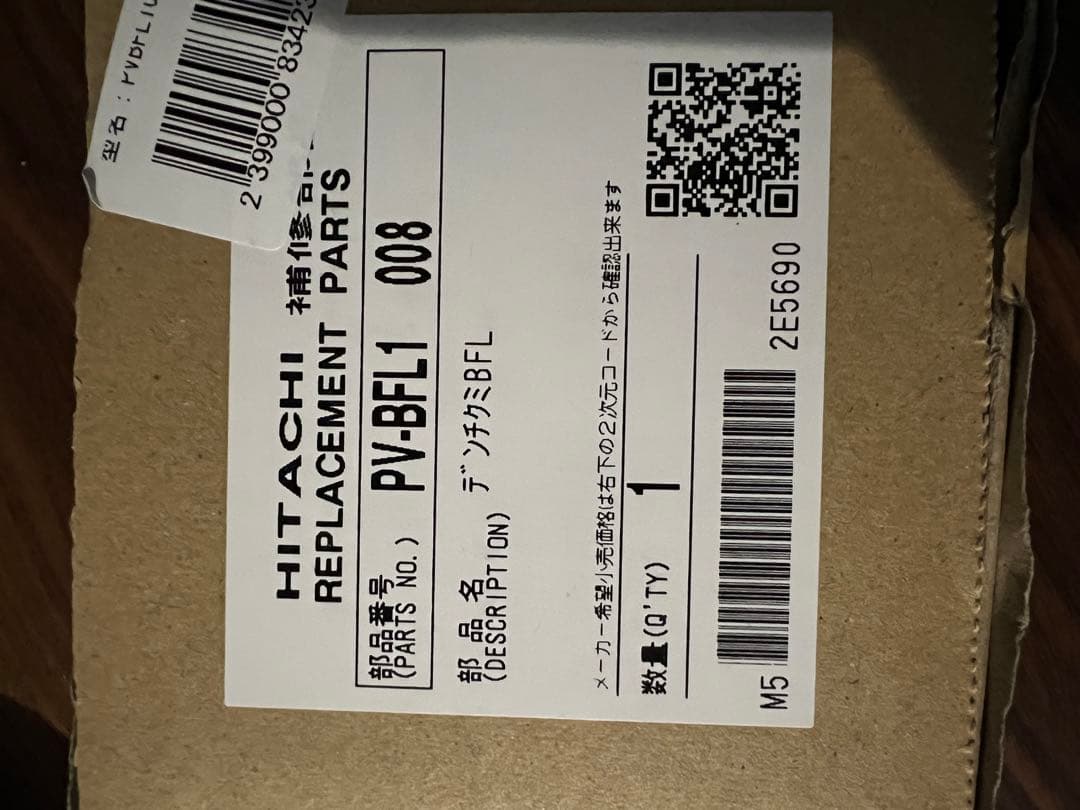 型名：PVBFL1
2 399000 83423
HITACHI 補修部
REPLACEMENT PARTS
部品番号
(PARTS NO.) PV-BFL1 008
部品名
(DESCRIPTION) デンチクミBFL
メーカー希望小売価格は右下の2次元コードから確認出来ます
数量(Q'TY) 1
M5 2E5690